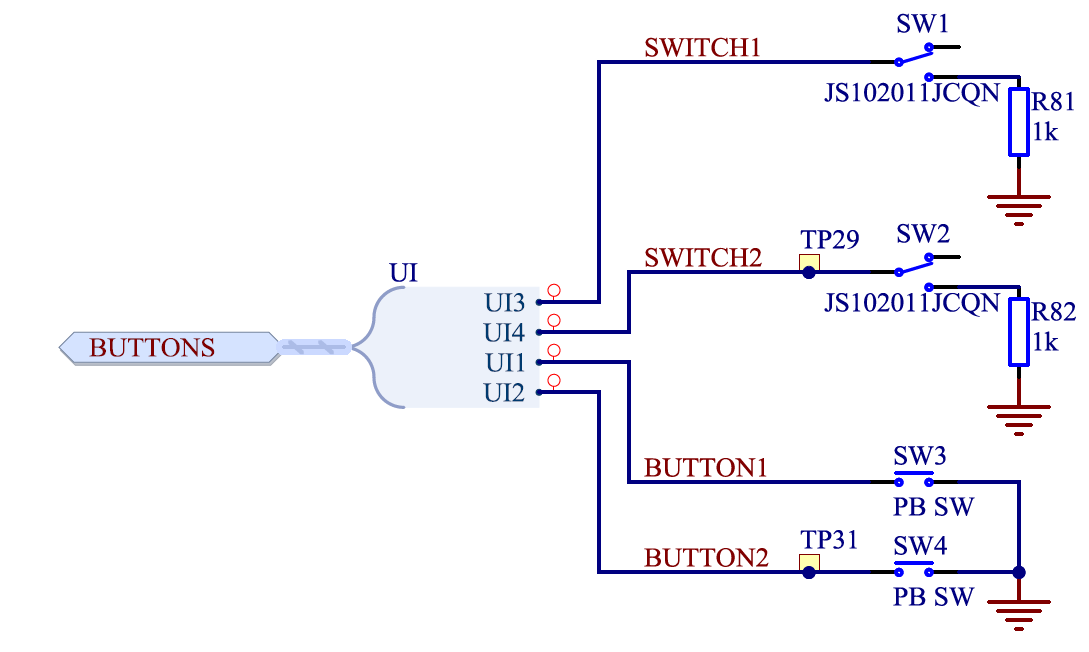 SW1
SWITCH1
JS102011JCQN
R81
1k
SW2
TP29
SWITCH2
UI
JS102011JCQN
UI3
R82
UI4
1k
BUTTONS
UI1
UI2
SW3
BUTTON1
PB SW
TP31
SW4
BUTTON2
PB SW